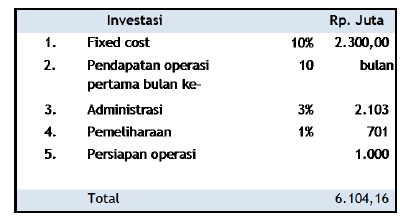 Investasi Rp. Juta
1. Fixed cost 10% 2.300,00
2. Pendapatan operasi 10 bulan
pertama bulan ke-
3. Administrasi 3% 2.103
4. Pemeliharaan 1% 701
5. Persiapan operasi 1.000
Total 6.104,16